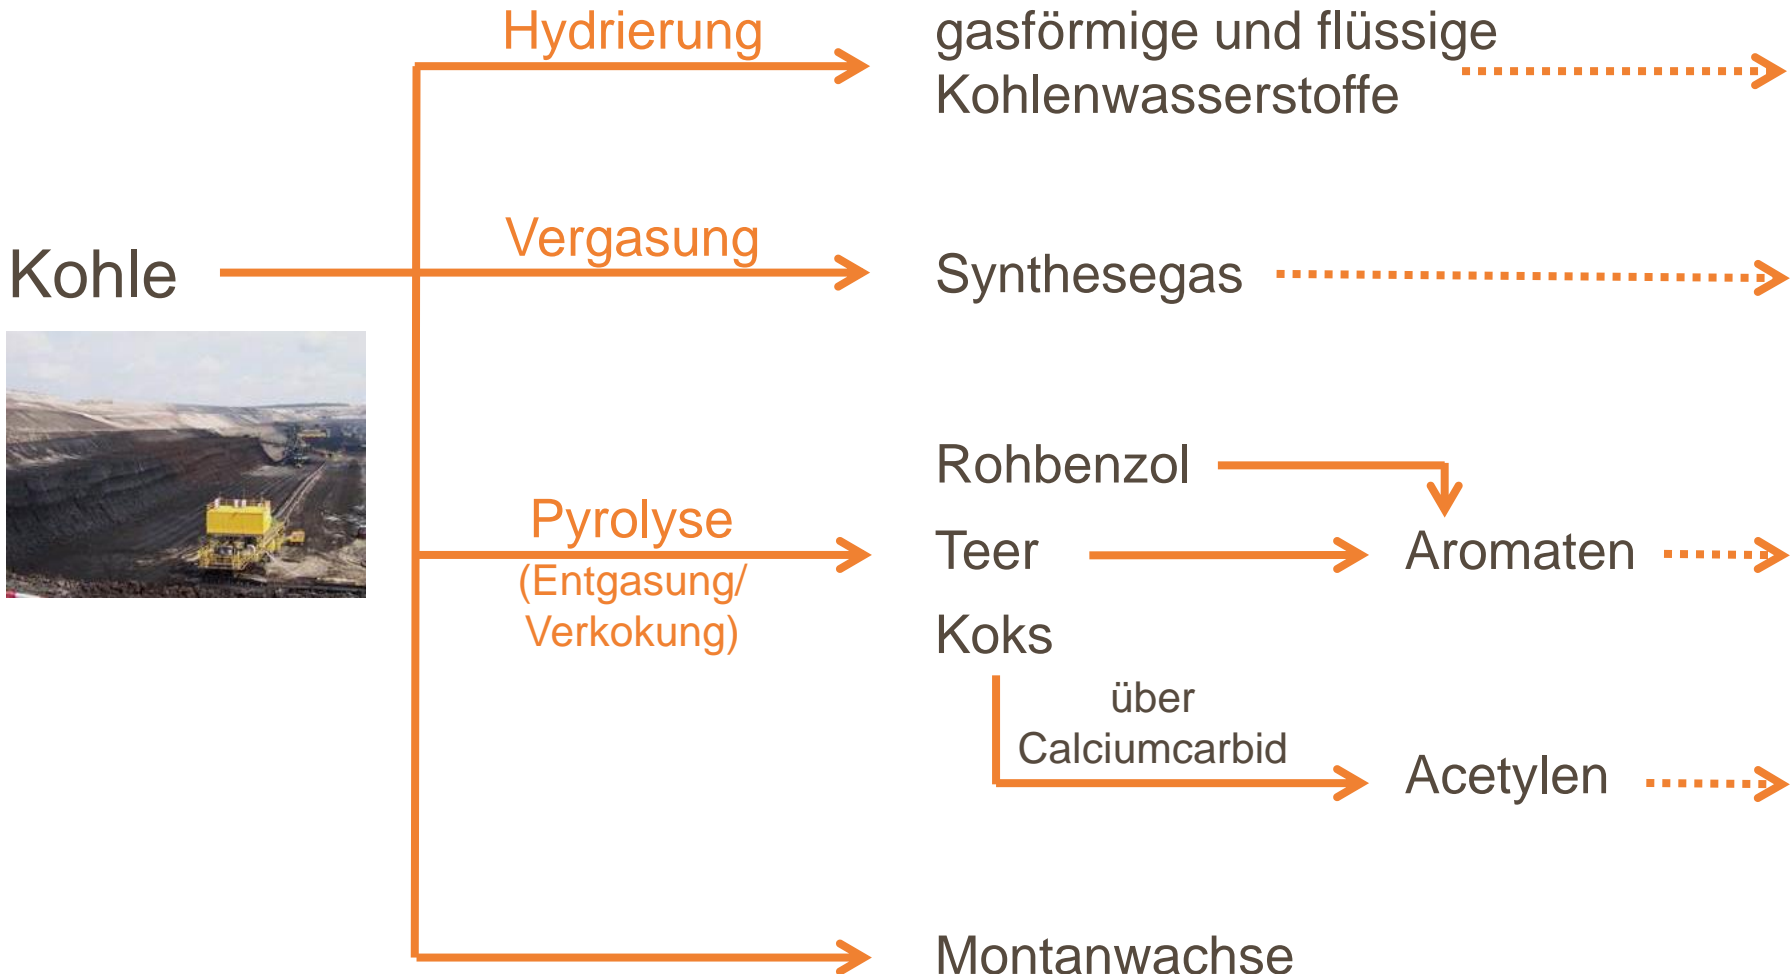 Hydrierung
gasförmige und flüssige
Kohlenwasserstoffe
Vergasung
Kohle
Synthesegas
Rohbenzol
Pyrolyse
(Entgasung/
Verkokung)
Teer
Aromaten
Koks
über
Calciumcarbid
Acetylen
Montanwachse